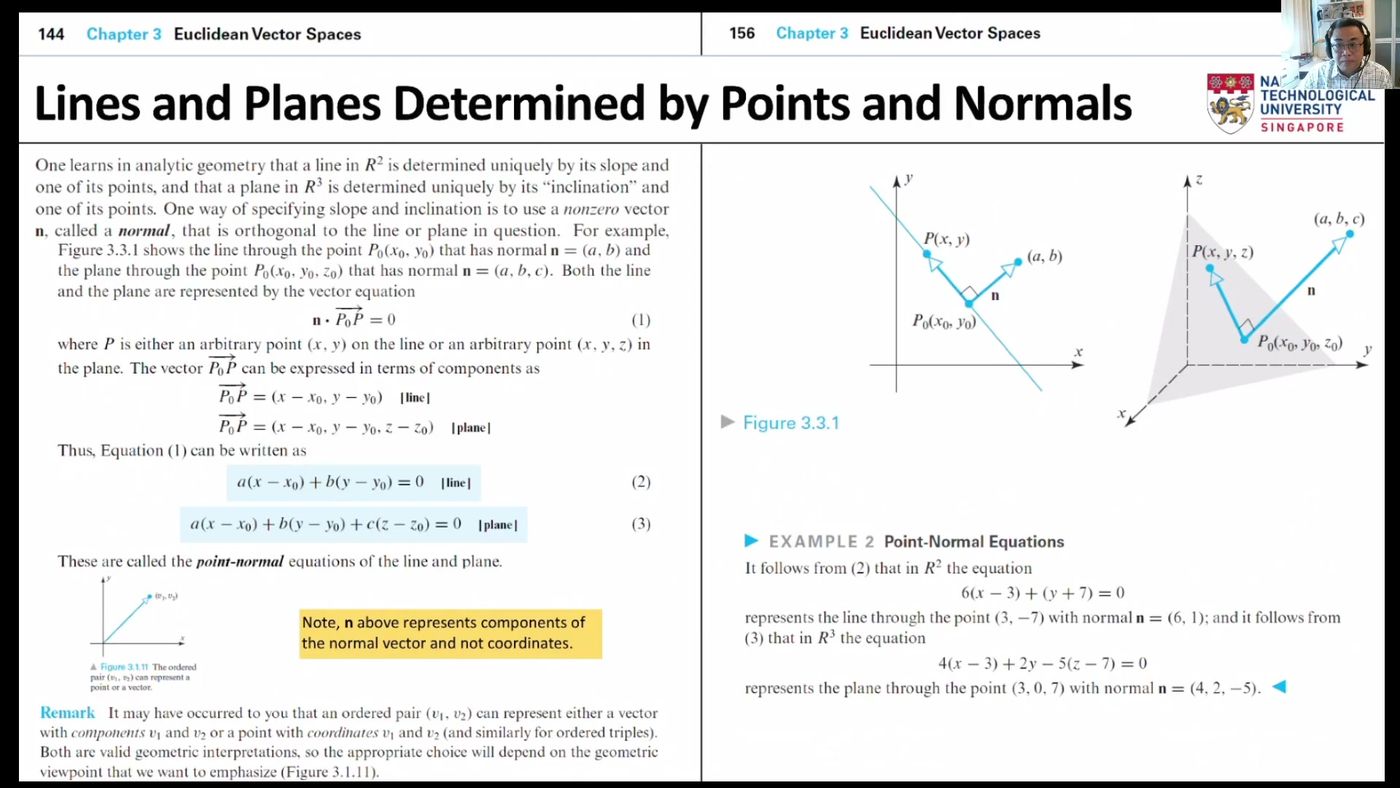 144 Chapter 3 Euclidean Vector Spaces
156 Chapter 3 Euclidean Vector Spaces
Lines and Planes Determined by Points and Normals
TECHNOLOGICAL
UNIVERSITY
SINGAPORE
One learns in analytic geometry that a line in R² is determined uniquely by its slope and
one of its points, and that a plane in R³ is determined uniquely by its “inclination” and
one of its points. One way of specifying slope and inclination is to use a nonzero vector
n, called a normal, that is orthogonal to the line or plane in question. For example,
Figure 3.3.1 shows the line through the point P₀(x₀, y₀) that has normal n = (a, b) and
the plane through the point P₀(x₀, y₀, z₀) that has normal n = (a, b, c). Both the line
and the plane are represented by the vector equation
n · P₀P = 0 (1)
where P is either an arbitrary point (x, y) on the line or an arbitrary point (x, y, z) in
the plane. The vector P₀P can be expressed in terms of components as
P₀P = (x − x₀, y − y₀) [line]
P₀P = (x − x₀, y − y₀, z − z₀) [plane]
Thus, Equation (1) can be written as
a(x − x₀) + b(y − y₀) = 0 [line] (2)
a(x − x₀) + b(y − y₀) + c(z − z₀) = 0 [plane] (3)
These are called the point-normal equations of the line and plane.
y
(v₁, v₂)
x
▲ Figure 3.1.11 The ordered
pair (v₁, v₂) can represent a
point or a vector.
Note, n above represents components of
the normal vector and not coordinates.
Remark It may have occurred to you that an ordered pair (v₁, v₂) can represent either a vector
with components v₁ and v₂ or a point with coordinates v₁ and v₂ (and similarly for ordered triples).
Both are valid geometric interpretations, so the appropriate choice will depend on the geometric
viewpoint that we want to emphasize (Figure 3.1.11).
y
P(x, y)
(a, b)
n
P₀(x₀, y₀)
x
z
(a, b, c)
P(x, y, z)
n
P₀(x₀, y₀, z₀)
y
x
▶ Figure 3.3.1
▶ EXAMPLE 2 Point-Normal Equations
It follows from (2) that in R² the equation
6(x − 3) + (y + 7) = 0
represents the line through the point (3, −7) with normal n = (6, 1); and it follows from
(3) that in R³ the equation
4(x − 3) + 2y − 5(z − 7) = 0
represents the plane through the point (3, 0, 7) with normal n = (4, 2, −5). ◀